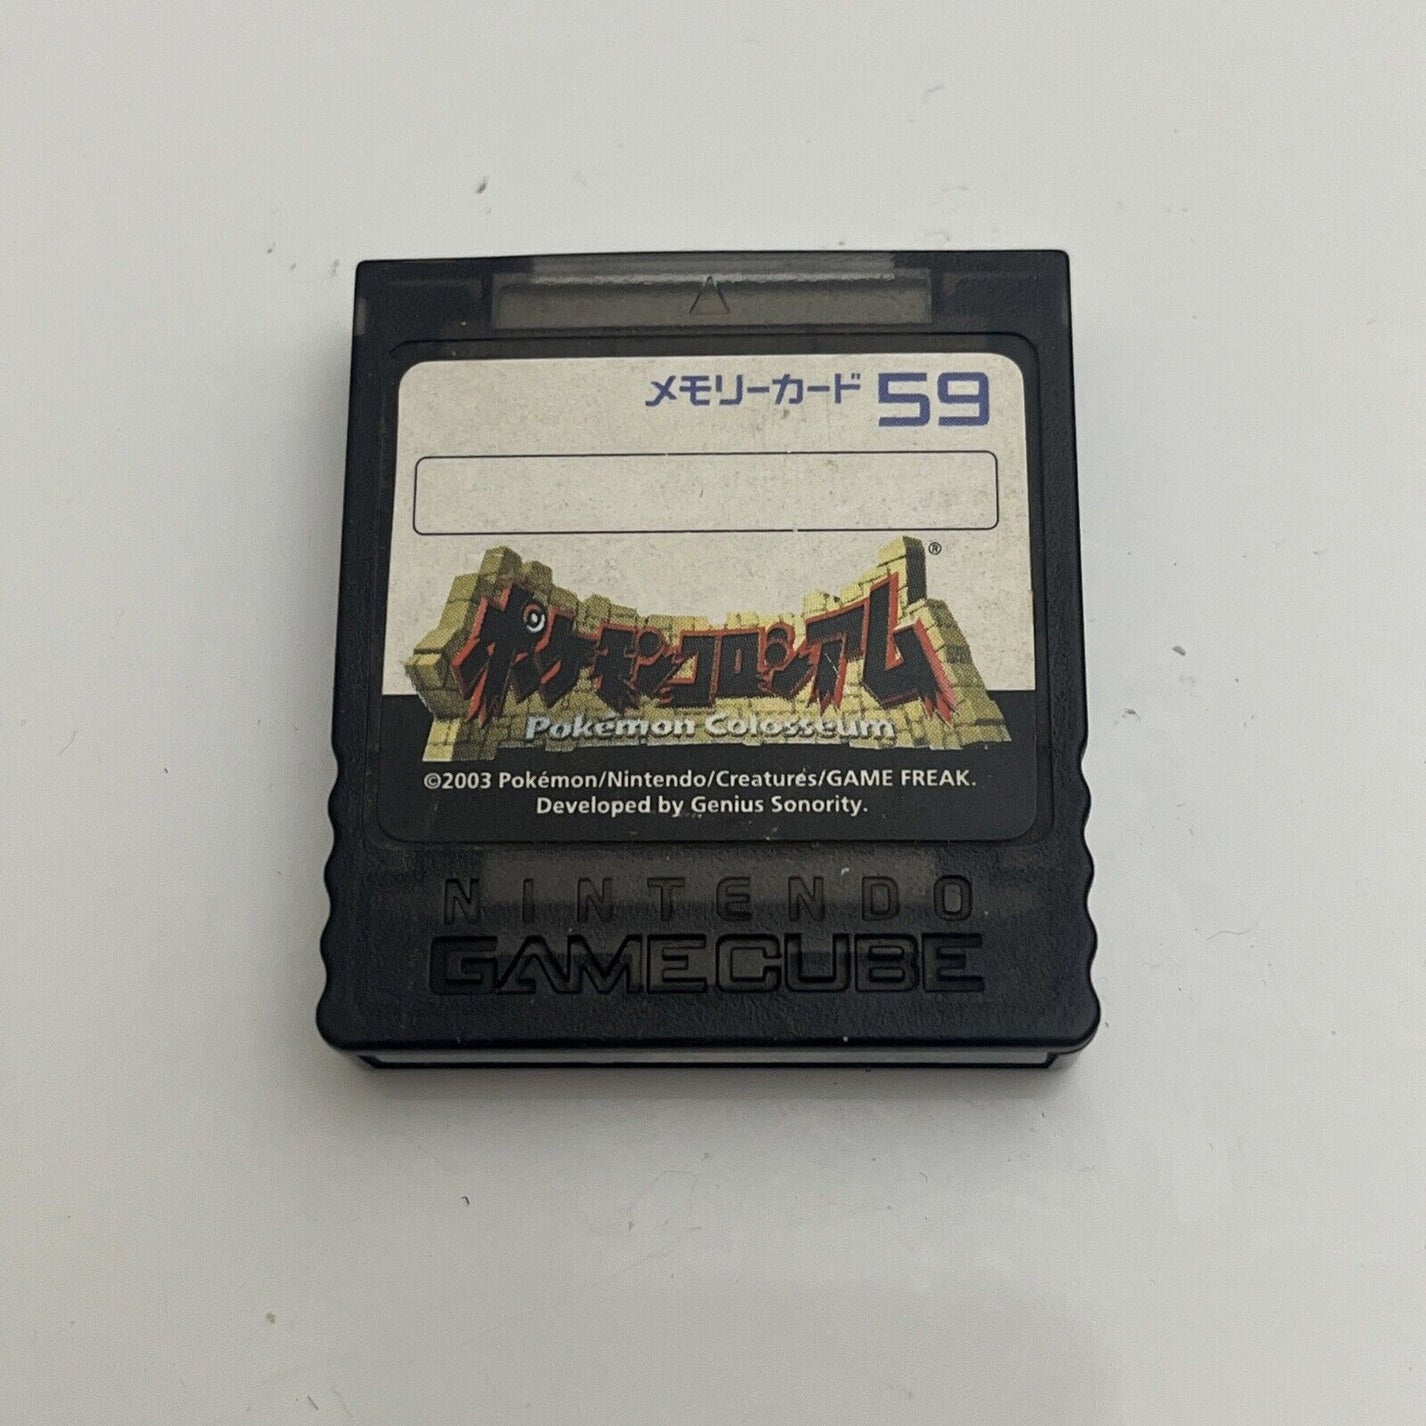 メモリーカード 59
ポケモンコロシアム®
Pokémon Colosseum
©2003 Pokémon/Nintendo/Creatures/GAME FREAK.
Developed by Genius Sonority.
NINTENDO
GAMECUBE